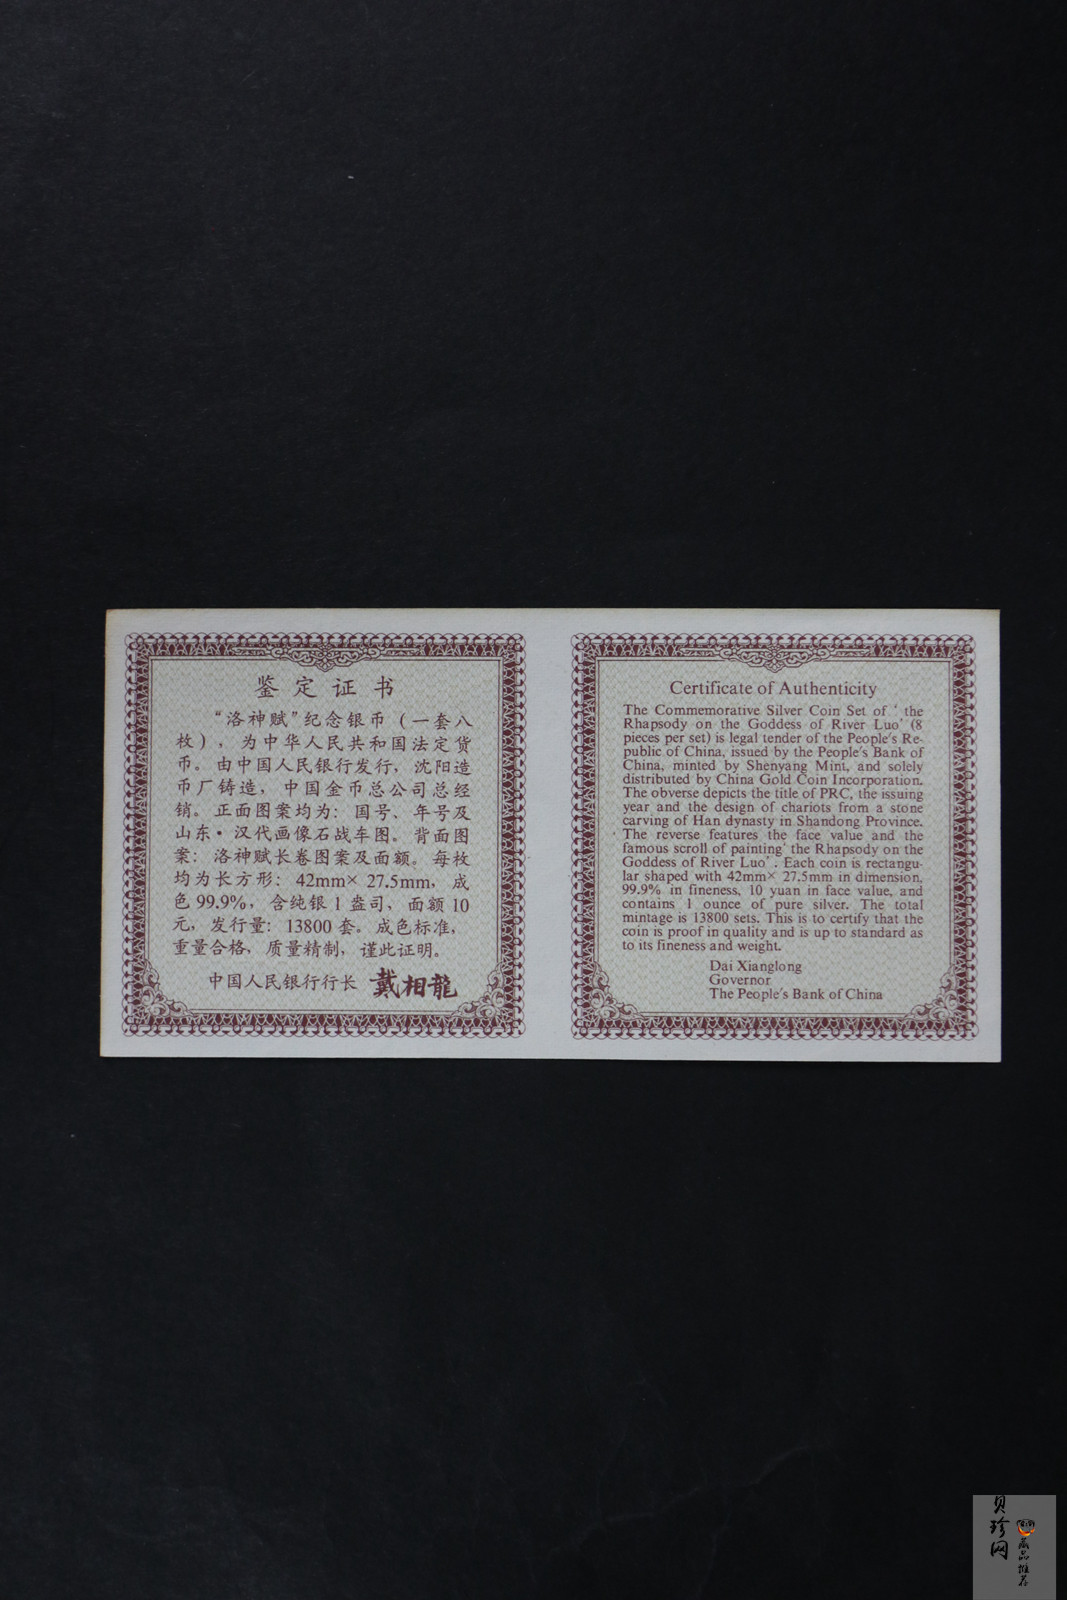 鉴定证书
“洛神赋”纪念银币（一套八
枚），为中华人民共和国法定货
币。由中国人民银行发行，沈阳造
币厂铸造，中国金币总公司总经
销。正面图案均为：国号、年号及
山东·汉代画像石战车图。背面图
案：洛神赋长卷图案及面额。每枚
均为长方形：42mm×27.5mm，成
色99.9%，含纯银1盎司，面额10
元，发行量：13800套。成色标准，
重量合格，质量精制，谨此证明。
中国人民银行行长 戴相龍
Certificate of Authenticity
The Commemorative Silver Coin Set of ‘ the
Rhapsody on the Goddess of River Luo’ (8
pieces per set) is legal tender of the People's Re-
public of China, issued by the People's Bank of
China, minted by Shenyang Mint, and solely
distributed by China Gold Coin Incorporation.
The obverse depicts the title of PRC, the issuing
year and the design of chariots from a stone
carving of Han dynasty in Shandong Province.
The reverse features the face value and the
famous scroll of painting‘ the Rhapsody on the
Goddess of River Luo’ . Each coin is rectangu-
lar shaped with 42mm× 27.5mm in dimension,
99.9% in fineness, 10 yuan in face value, and
contains 1 ounce of pure silver. The total
mintage is 13800 sets. This is to certify that the
coin is proof in quality and is up to standard as
to its fineness and weight.
Dai Xianglong
Governor
The People's Bank of China
贝珍网
藏品推荐